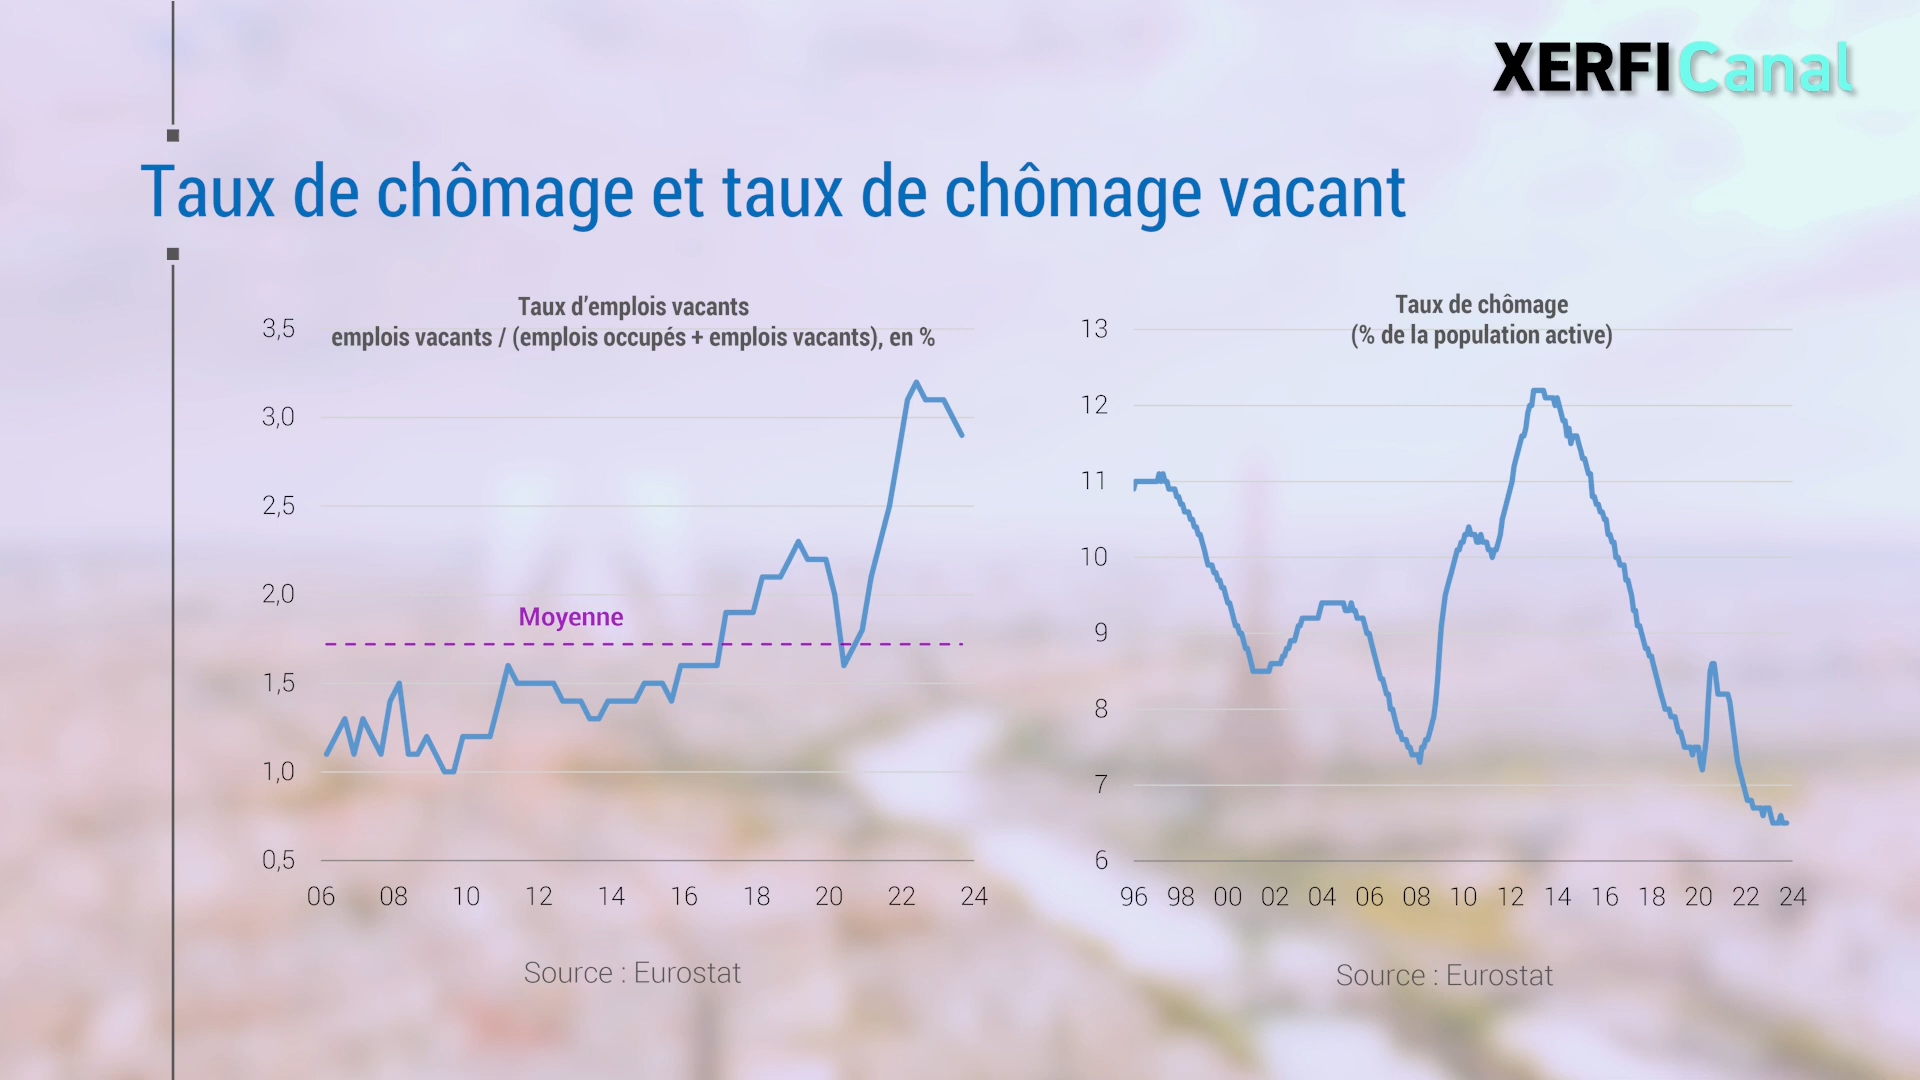 XERFI Canal
Taux de chômage et taux de chômage vacant
Taux d’emplois vacants
emplois vacants / (emplois occupés + emplois vacants), en %
3,5
3,0
2,5
2,0
1,5
1,0
0,5
Moyenne
06 08 10 12 14 16 18 20 22 24
Source : Eurostat
Taux de chômage
(% de la population active)
13
12
11
10
9
8
7
6
96 98 00 02 04 06 08 10 12 14 16 18 20 22 24
Source : Eurostat